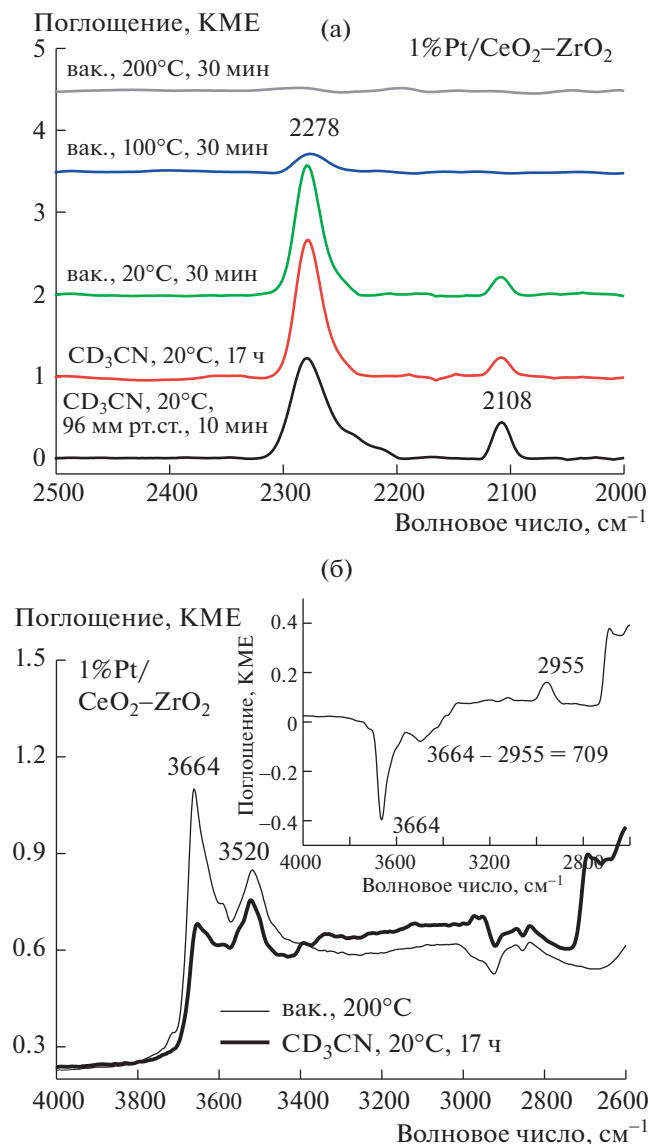 Поглощение, КМЕ
(а)
1%Pt/CeO₂–ZrO₂
5
вак., 200°C, 30 мин
4
2278
вак., 100°C, 30 мин
3
вак., 20°C, 30 мин
2
CD₃CN, 20°C, 17 ч
1
CD₃CN, 20°C,
96 мм рт.ст., 10 мин
2108
0
2500 2400 2300 2200 2100 2000
Волновое число, см⁻¹
(б)
Поглощение, КМЕ
1.5
1%Pt/
CeO₂–ZrO₂
1.2
3664
0.9
3520
0.6
0.3
Поглощение, КМЕ
0.4
0.2
0
−0.2
−0.4
2955
3664 – 2955 = 709
3664
4000 3600 3200 2800
Волновое число, см⁻¹
вак., 200°C
CD₃CN, 20°C, 17 ч
4000 3800 3600 3400 3200 3000 2800 2600
Волновое число, см⁻¹